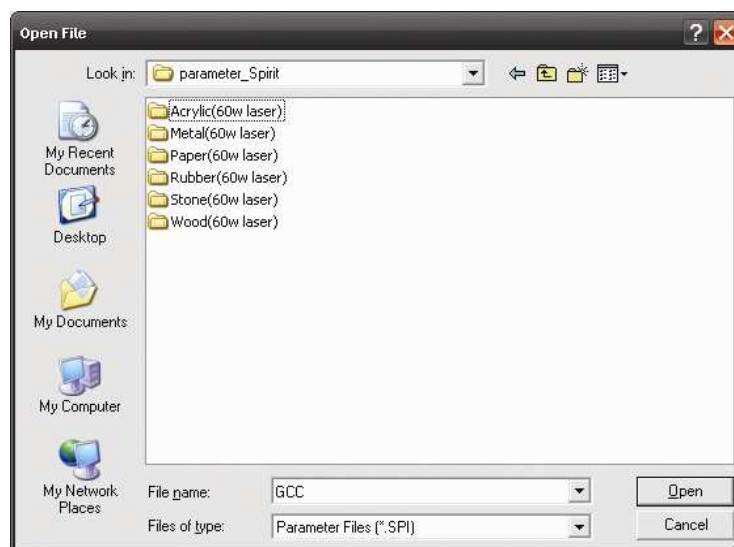 Open File
Look in:
parameter_Spirit
My Recent
Documents
Desktop
My Documents
My Computer
My Network
Places
Acrylic(60w laser)
Metal(60w laser)
Paper(60w laser)
Rubber(60w laser)
Stone(60w laser)
Wood(60w laser)
File name:
GCC
Open
Files of type:
Parameter Files (*.SPI)
Cancel